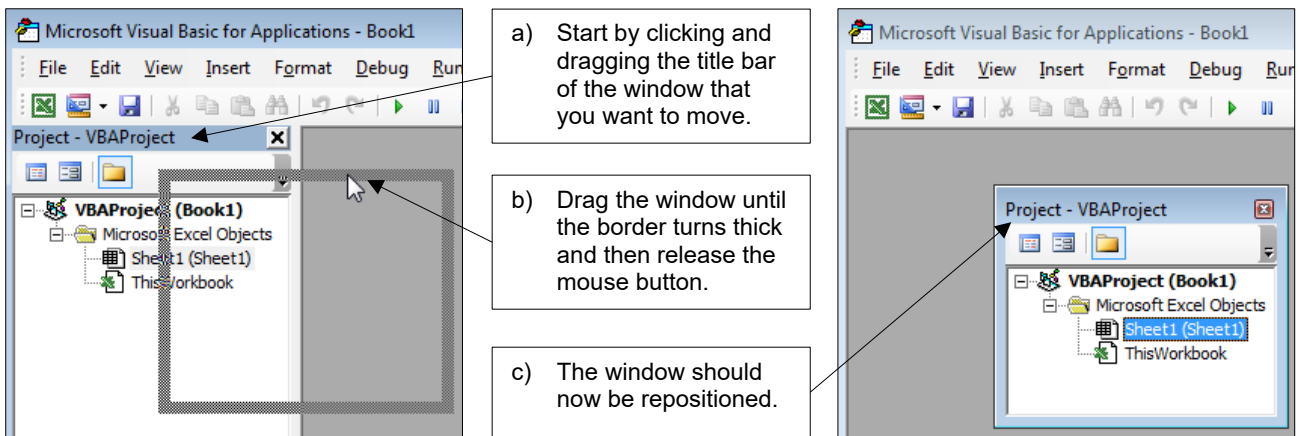 Microsoft Visual Basic for Applications - Book1
File Edit View Insert Format Debug Run
Project - VBAProject
VBAProject (Book1)
Microsoft Excel Objects
Sheet1 (Sheet1)
ThisWorkbook
a) Start by clicking and
dragging the title bar
of the window that
you want to move.
b) Drag the window until
the border turns thick
and then release the
mouse button.
c) The window should
now be repositioned.
Microsoft Visual Basic for Applications - Book1
File Edit View Insert Format Debug Run
Project - VBAProject
VBAProject (Book1)
Microsoft Excel Objects
Sheet1 (Sheet1)
ThisWorkbook